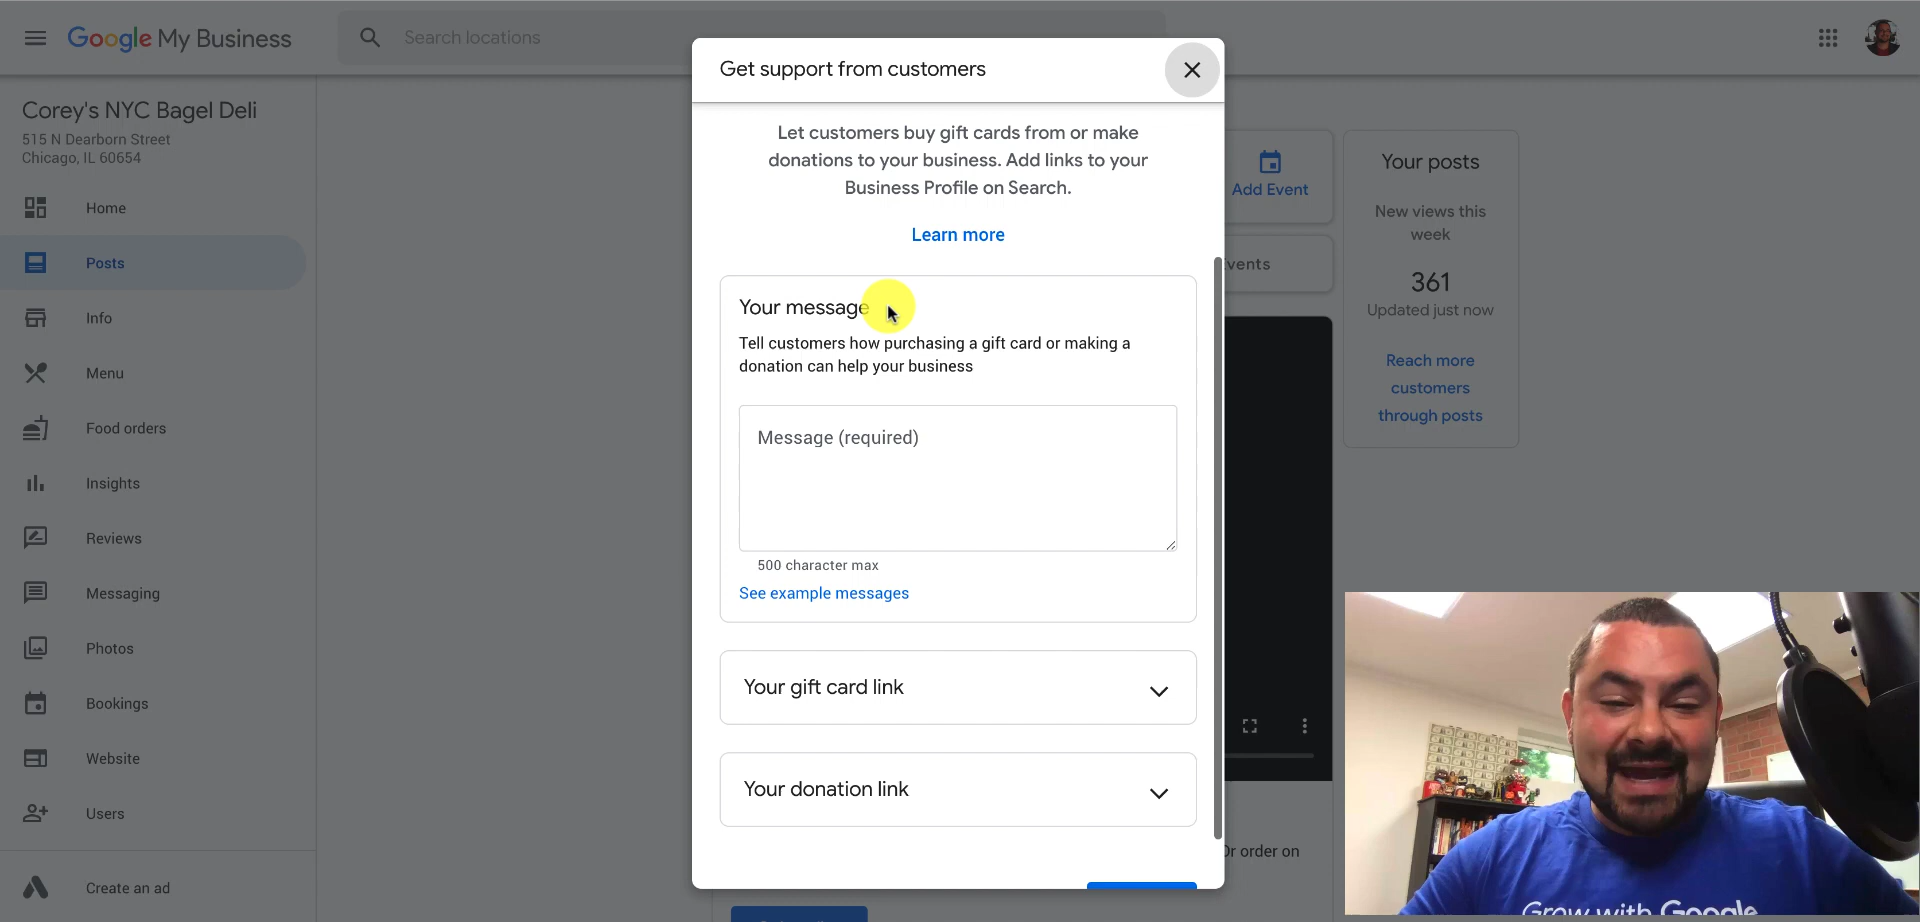 Google My Business
Search locations
Corey's NYC Bagel Deli
515 N Dearborn Street
Chicago, IL 60654
Home
Posts
Info
Menu
Food orders
Insights
Reviews
Messaging
Photos
Bookings
Website
Users
Create an ad
Get support from customers
Let customers buy gift cards from or make
donations to your business. Add links to your
Business Profile on Search.
Learn more
Your message
Tell customers how purchasing a gift card or making a
donation can help your business
Message (required)
500 character max
See example messages
Your gift card link
Your donation link
Add Event
vents
Or order on
Your posts
New views this
week
361
Updated just now
Reach more
customers
through posts
Grow with Google